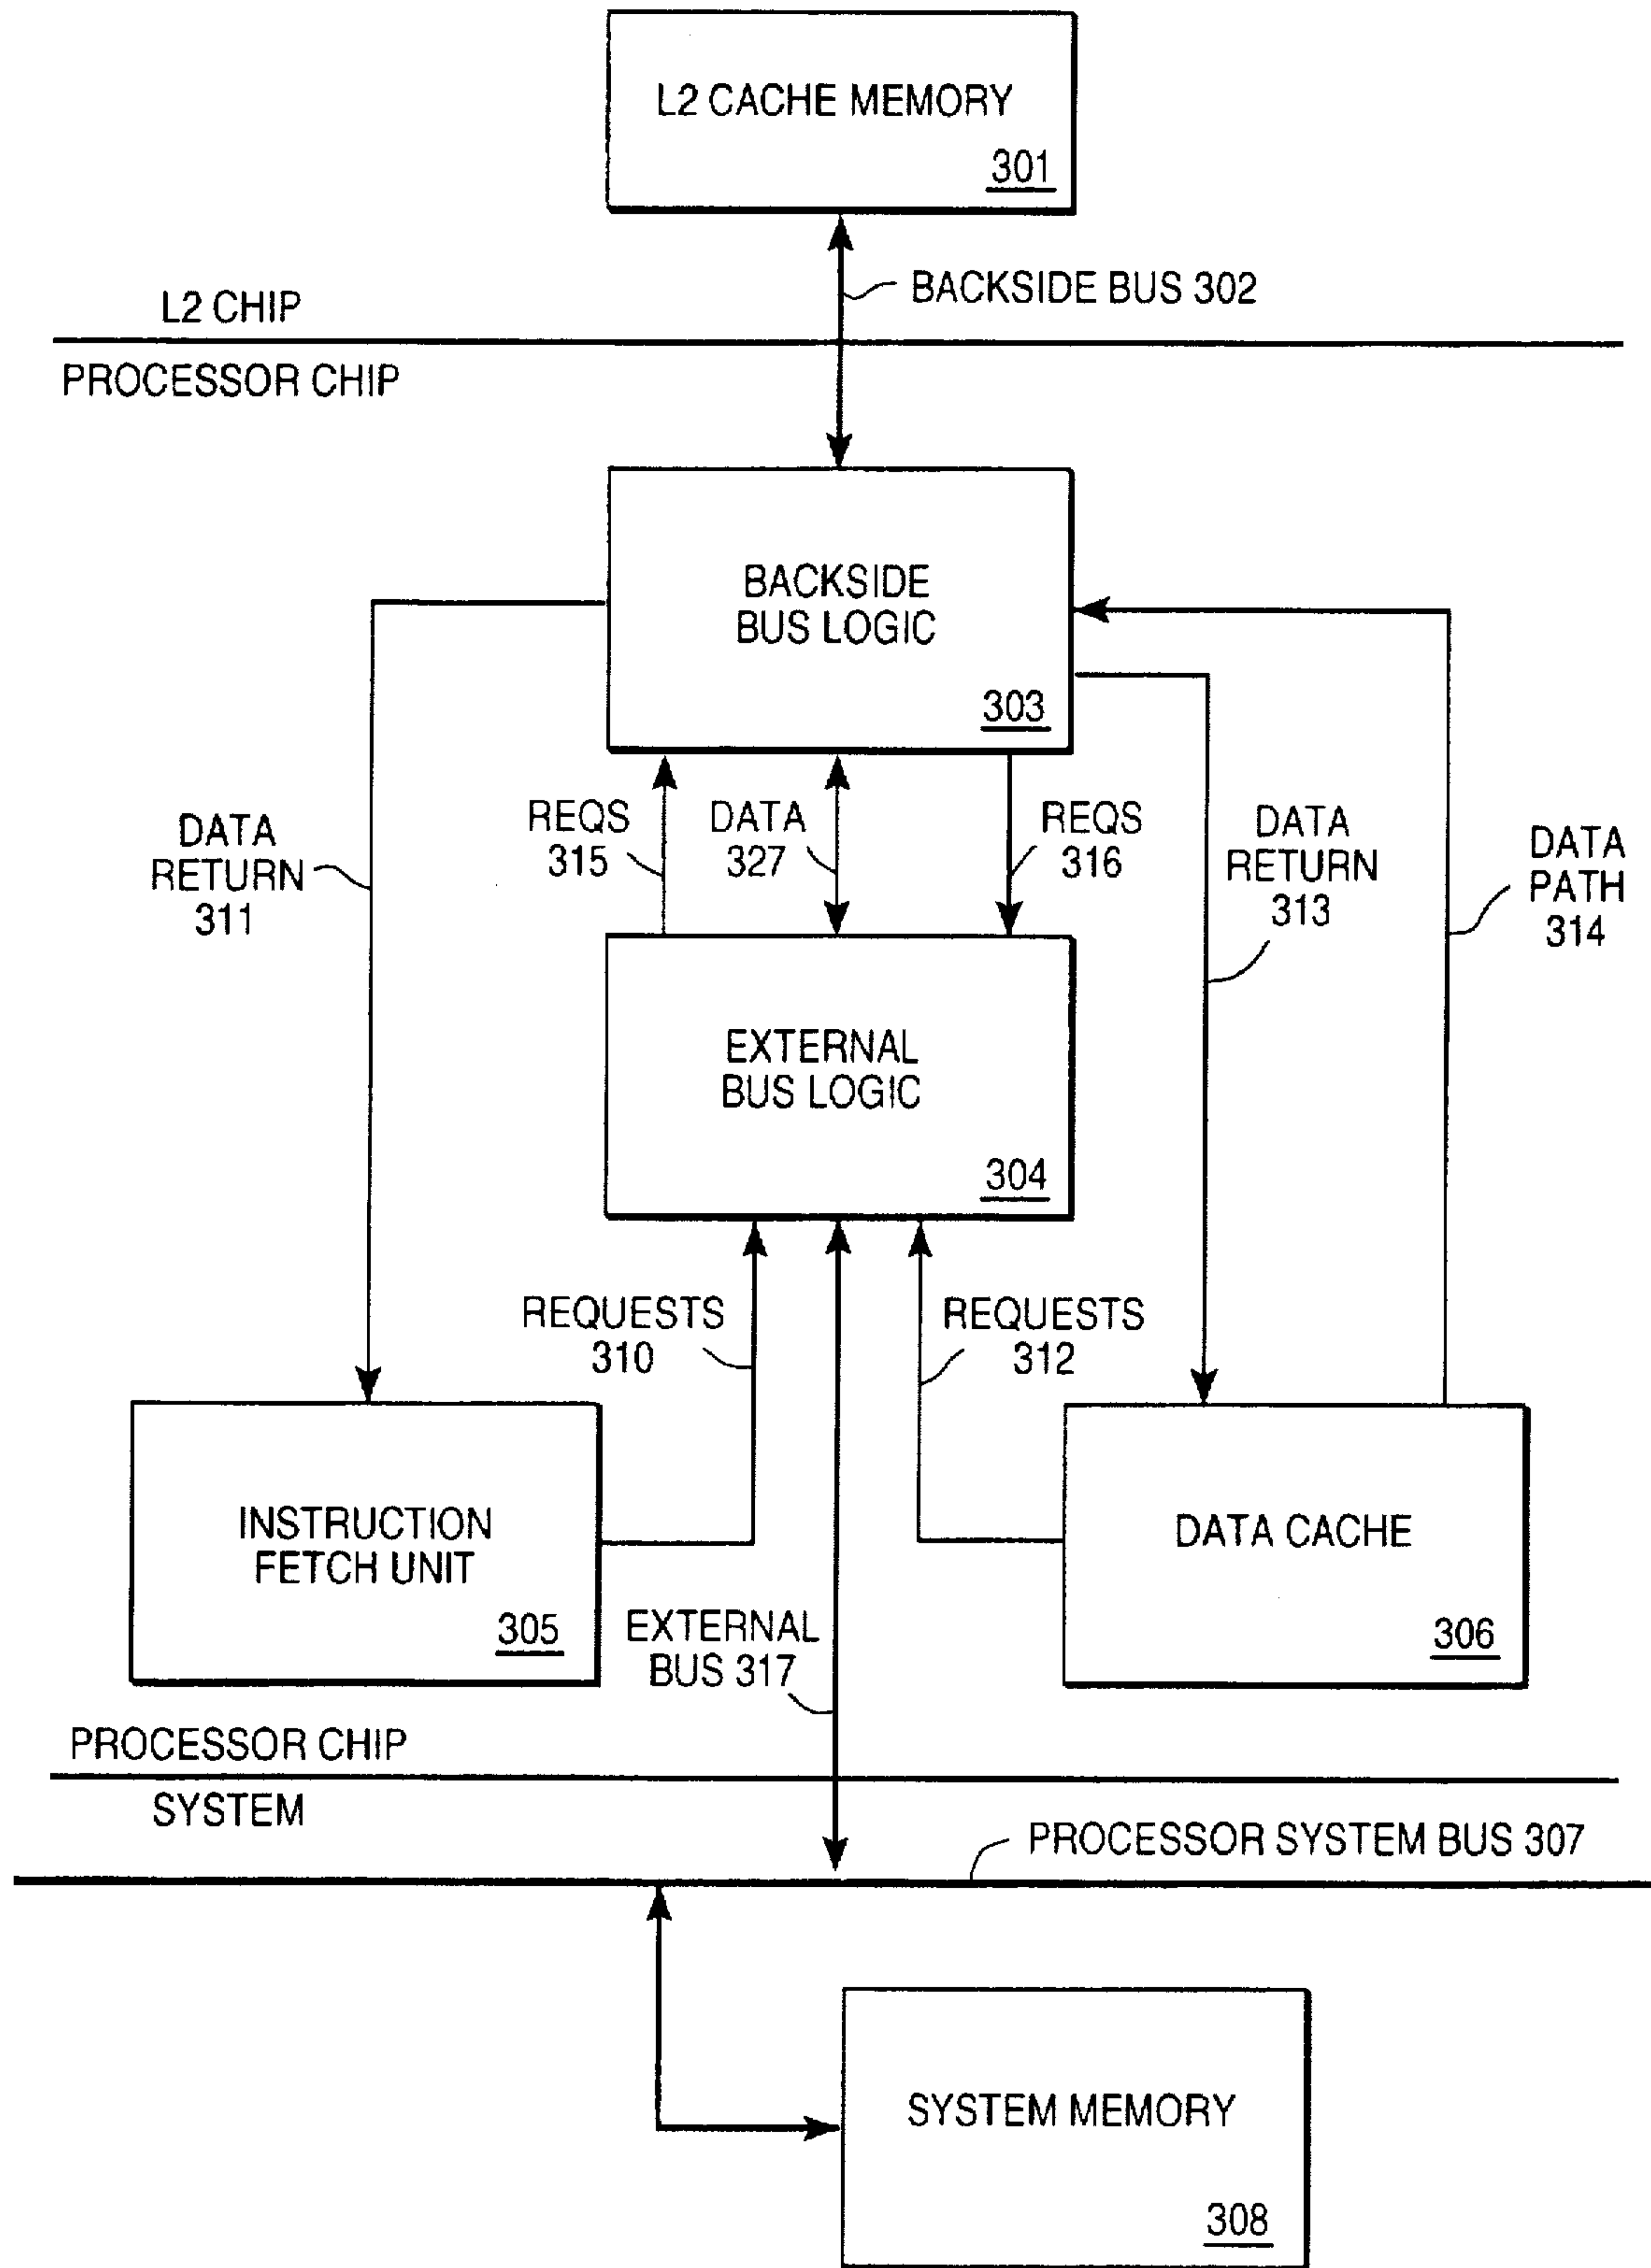 L2 CACHE MEMORY
301
BACKSIDE BUS 302
L2 CHIP
PROCESSOR CHIP
BACKSIDE
BUS LOGIC
303
DATA
RETURN
311
REQS
315
DATA
327
REQS
316
DATA
RETURN
313
DATA
PATH
314
EXTERNAL
BUS LOGIC
304
REQUESTS
310
REQUESTS
312
INSTRUCTION
FETCH UNIT
305
DATA CACHE
306
EXTERNAL
BUS 317
PROCESSOR CHIP
SYSTEM
PROCESSOR SYSTEM BUS 307
SYSTEM MEMORY
308